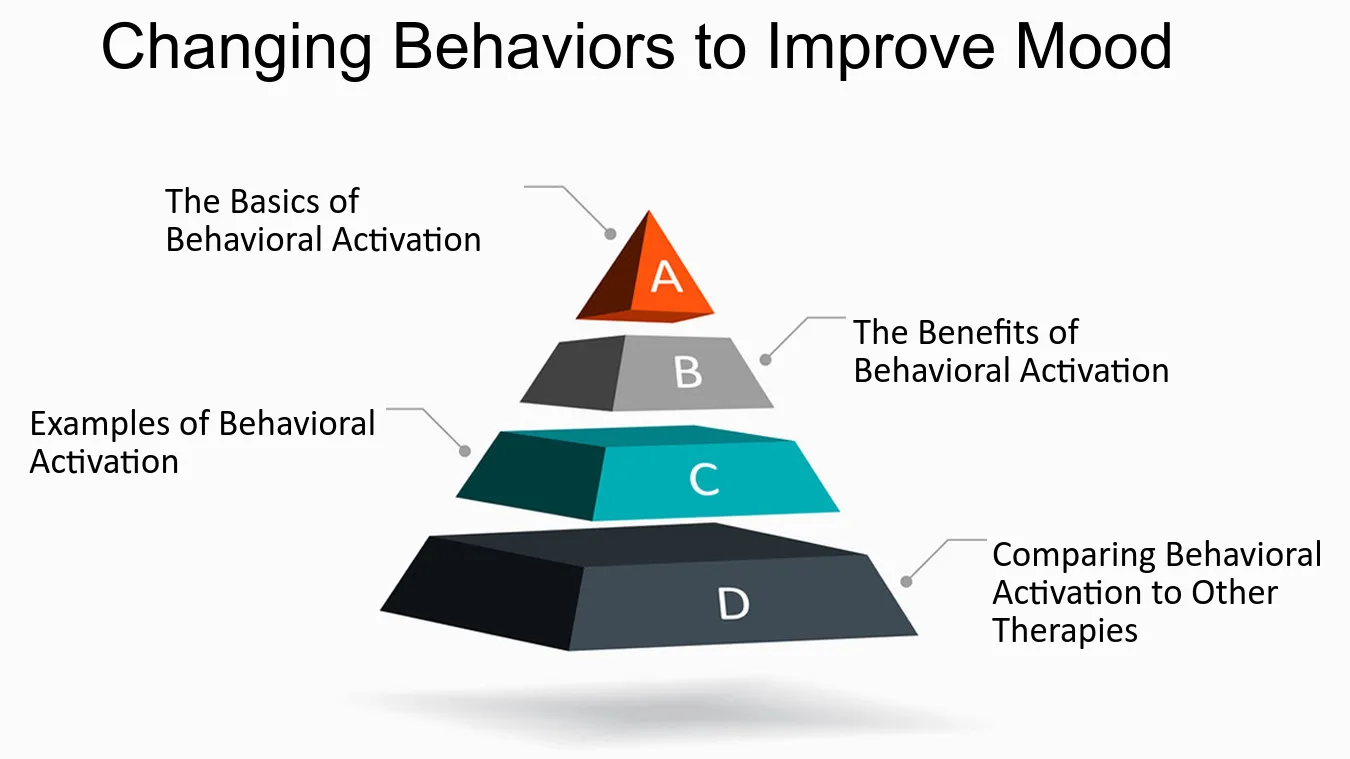 Changing Behaviors to Improve Mood
The Basics of
Behavioral Activation
A
The Benefits of
Behavioral Activation
B
Examples of Behavioral
Activation
C
Comparing Behavioral
Activation to Other
Therapies
D